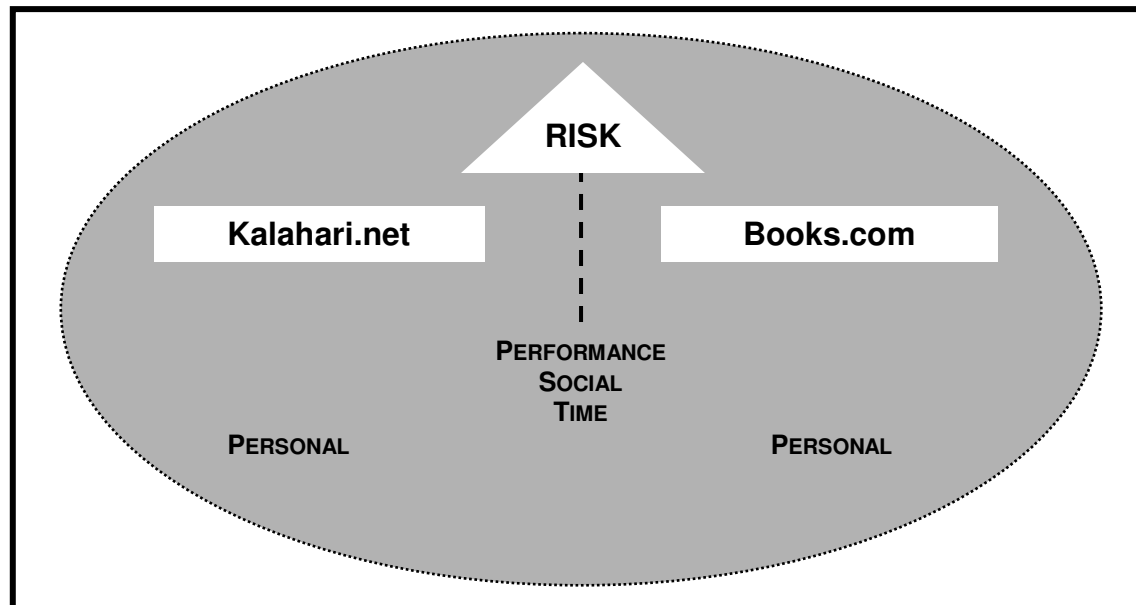 RISK
Kalahari.net
Books.com
PERFORMANCE
SOCIAL
TIME
PERSONAL
PERSONAL